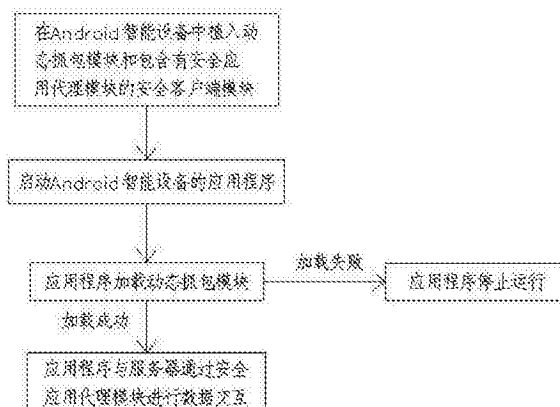 在Android智能设备中植入动
态抓包模块和包含有安全应
用代理模块的安全客户端模块
启动Android智能设备的应用程序
应用程序加载动态抓包模块
加载失败
应用程序停止运行
加载成功
应用程序与服务器通过安全
应用代理模块进行数据交互